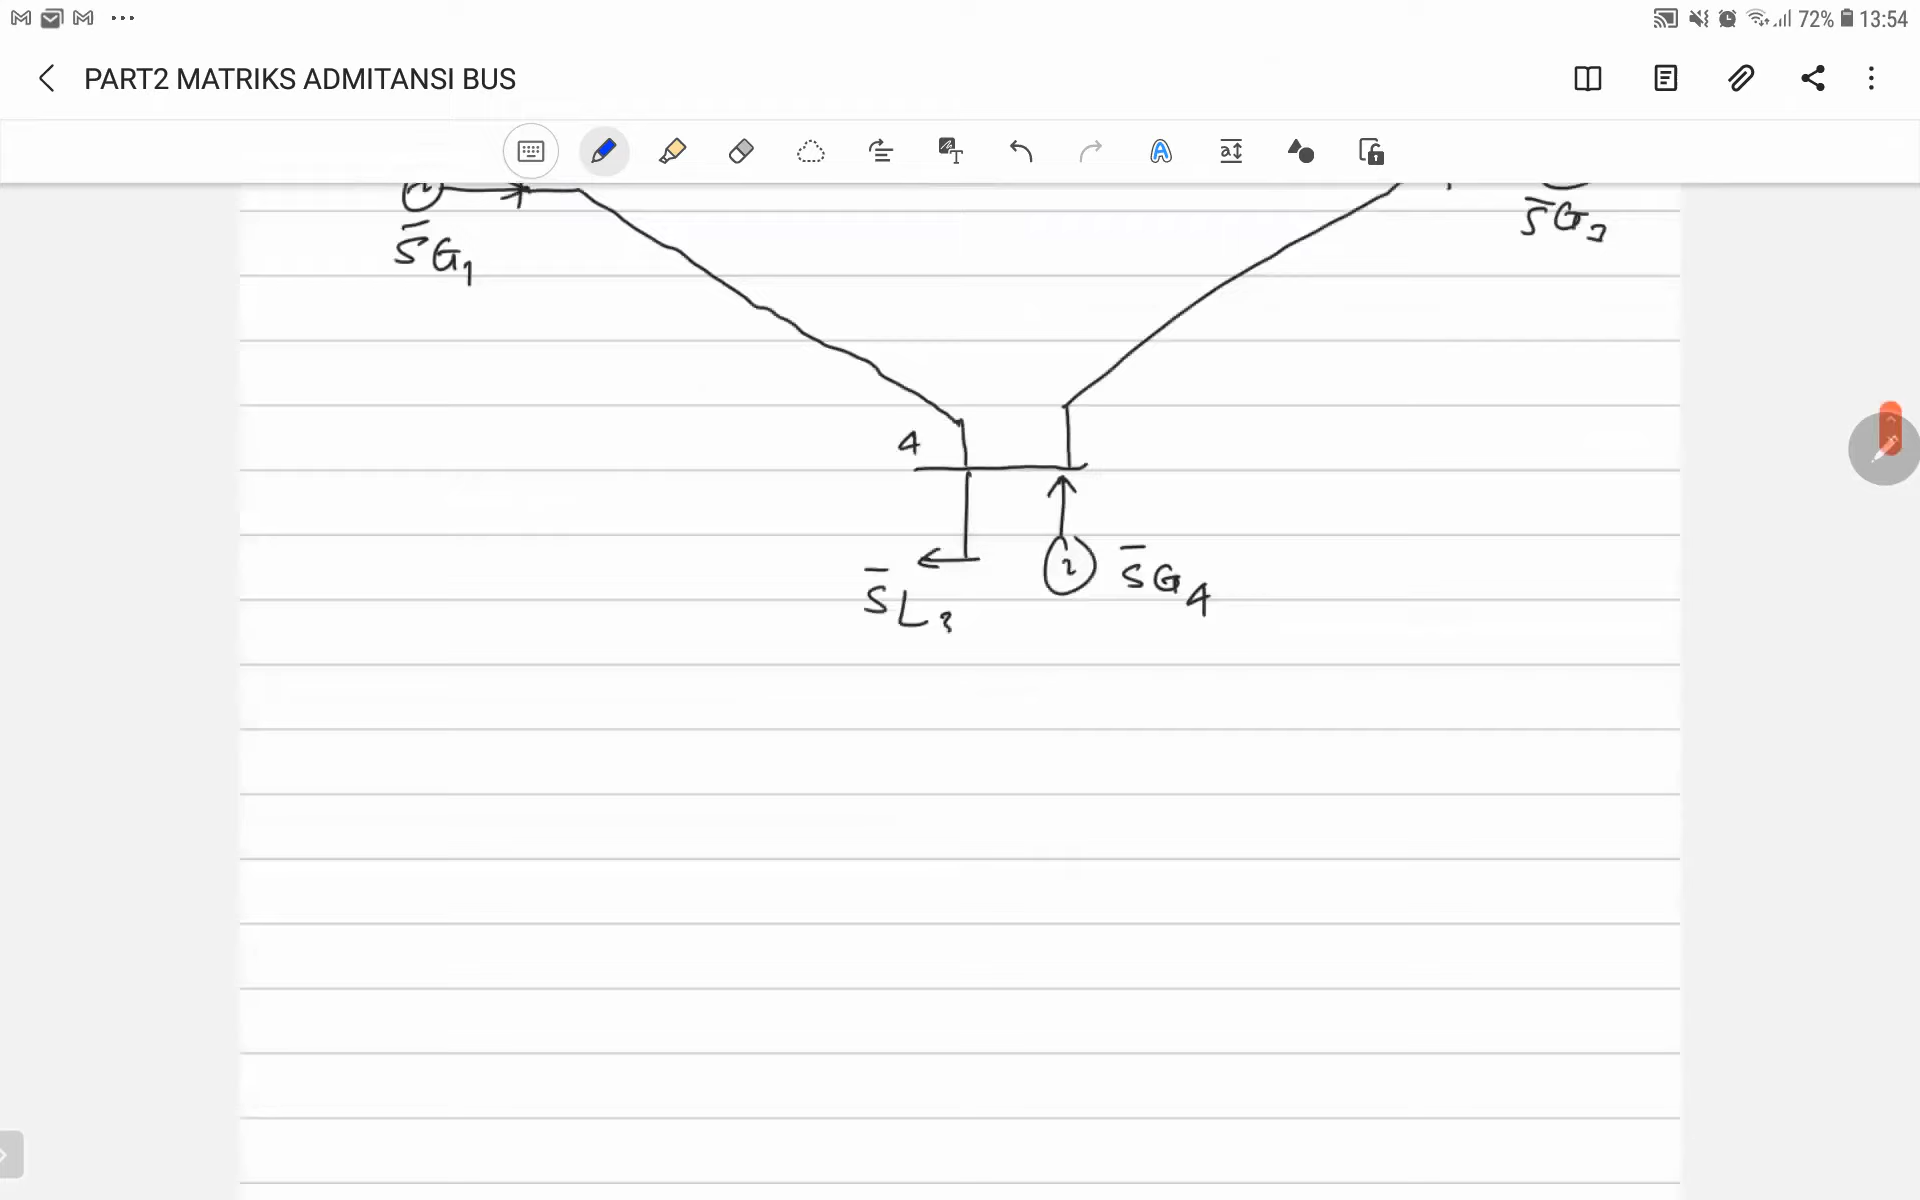 72% 13:54
PART2 MATRIKS ADMITANSI BUS
S̄G₁
S̄G₃
4
S̄L₃
S̄G₄